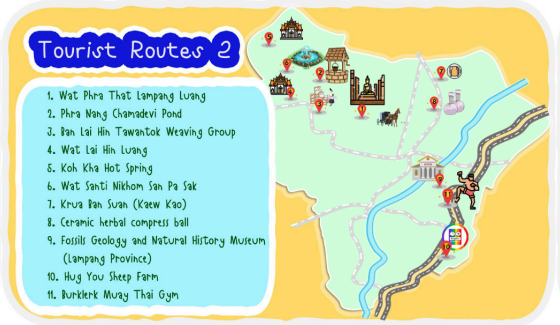 Tourist Routes 2
1. Wat Phra That Lampang Luang
2. Phra Nang Chamadevi Pond
3. Ban Lai Hin Tawantok Weaving Group
4. Wat Lai Hin Luang
5. Koh Kha Hot Spring
6. Wat Santi Nikhom San Pa Sak
7. Krua Ban Suan (Kaew Kao)
8. Ceramic herbal compress ball
9. Fossils Geology and Natural History Museum
(Lampang Province)
10. Hug You Sheep Farm
11. Burklerk Muay Thai Gym